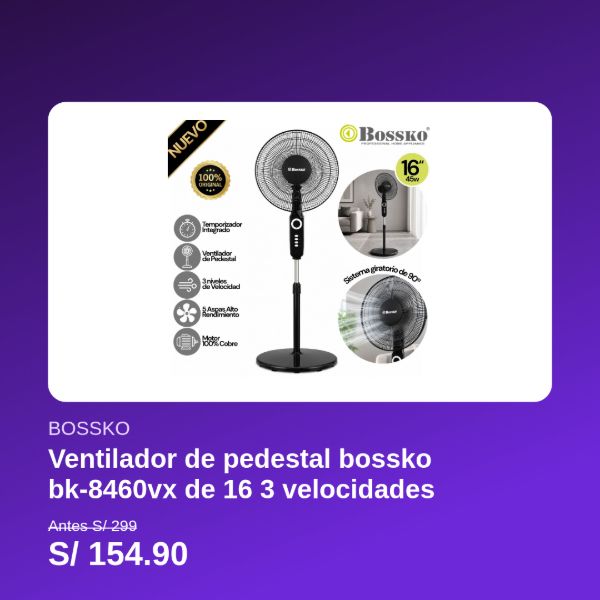 NUEVO
100%
ORIGINAL
BOSSKO®
PROFESSIONAL HOME APPLIANCE
16"
45W
Temporizador
Integrado
Ventilador
de Pedestal
3 niveles
de Velocidad
5 Aspas Alto
Rendimiento
Motor
100% Cobre
BOSSKO
Sistema giratorio de 90°
BOSSKO
BOSSKO
Ventilador de pedestal bossko
bk-8460vx de 16 3 velocidades
Antes S/ 299
S/ 154.90